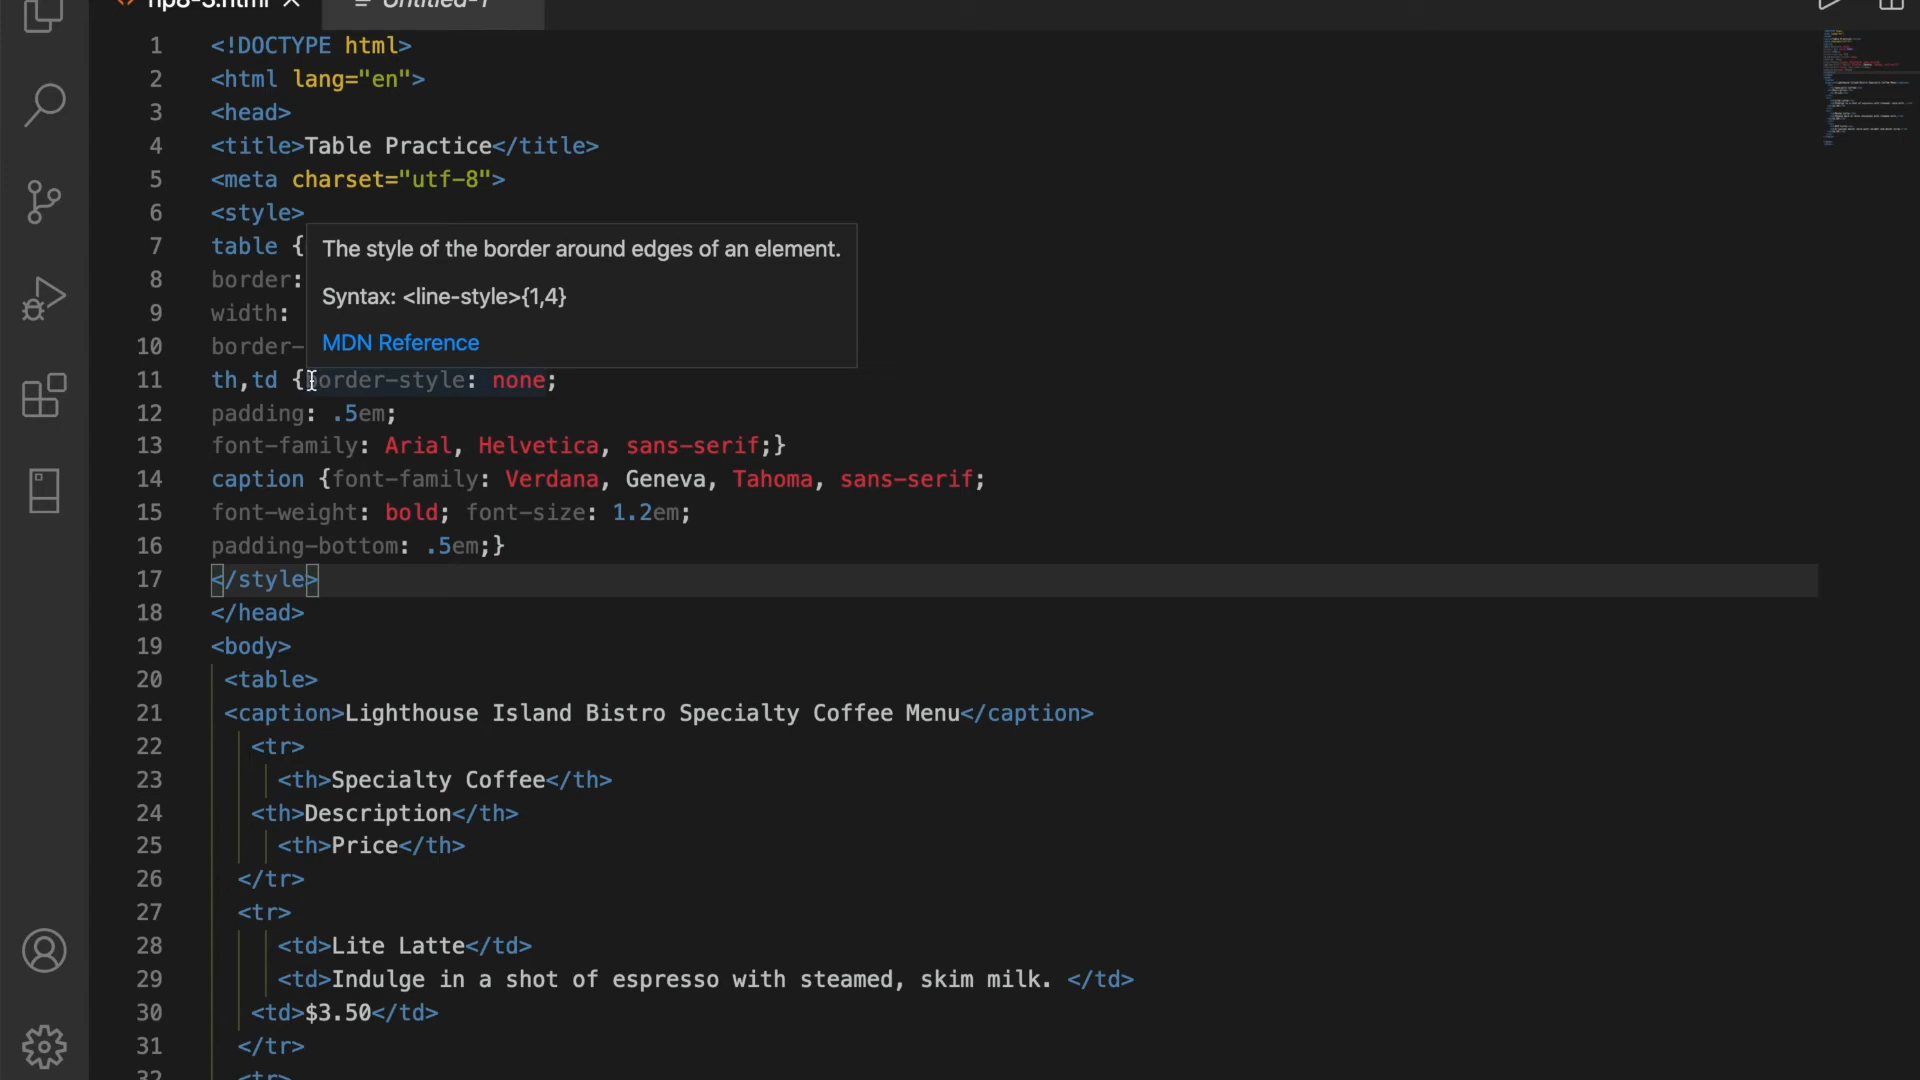 Untitled-1
1 <!DOCTYPE html>
2 <html lang="en">
3 <head>
4 <title>Table Practice</title>
5 <meta charset="utf-8">
6 <style>
7 table {
The style of the border around edges of an element.
8 border:
Syntax: <line-style>{1,4}
9 width:
MDN Reference
10 border-
11 th,td {border-style: none;
12 padding: .5em;
13 font-family: Arial, Helvetica, sans-serif;}
14 caption {font-family: Verdana, Geneva, Tahoma, sans-serif;
15 font-weight: bold; font-size: 1.2em;
16 padding-bottom: .5em;}
17 </style>
18 </head>
19 <body>
20 <table>
21 <caption>Lighthouse Island Bistro Specialty Coffee Menu</caption>
22 <tr>
23 <th>Specialty Coffee</th>
24 <th>Description</th>
25 <th>Price</th>
26 </tr>
27 <tr>
28 <td>Lite Latte</td>
29 <td>Indulge in a shot of espresso with steamed, skim milk. </td>
30 <td>$3.50</td>
31 </tr>
32 <tr>